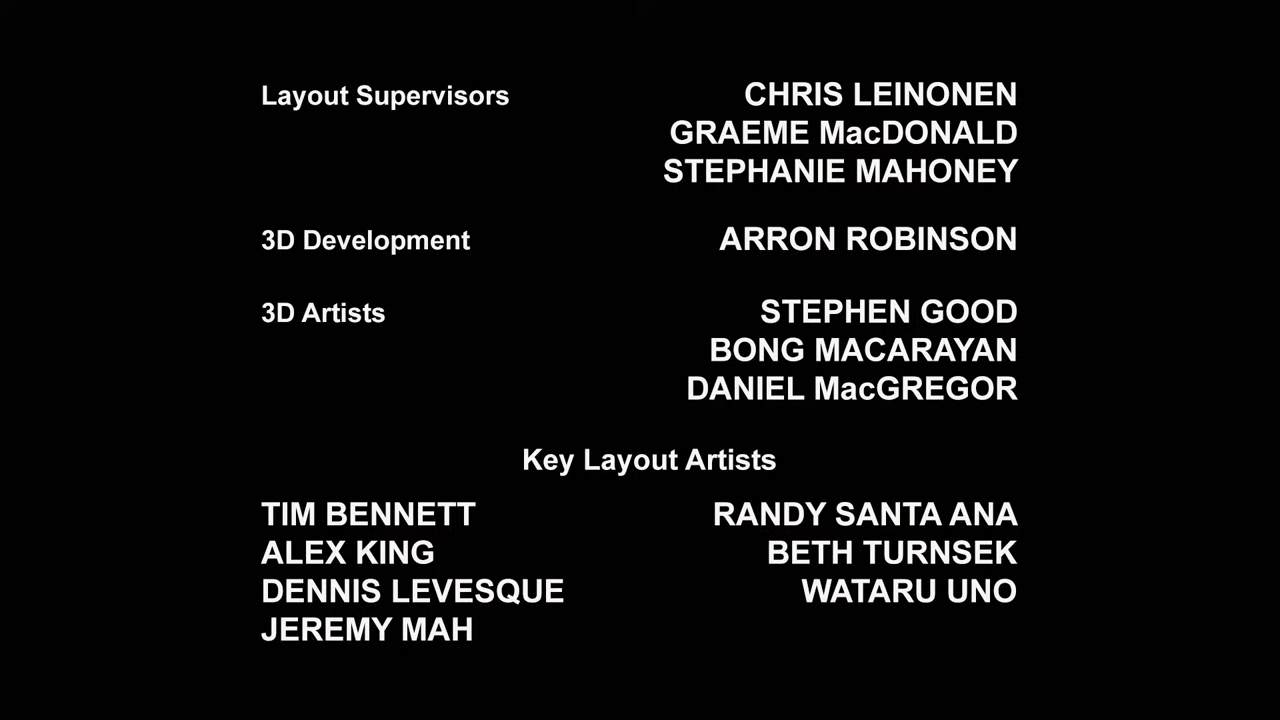 Layout Supervisors CHRIS LEINONEN
GRAEME MacDONALD
STEPHANIE MAHONEY
3D Development ARRON ROBINSON
3D Artists STEPHEN GOOD
BONG MACARAYAN
DANIEL MacGREGOR
Key Layout Artists
TIM BENNETT RANDY SANTA ANA
ALEX KING BETH TURNSEK
DENNIS LEVESQUE WATARU UNO
JEREMY MAH